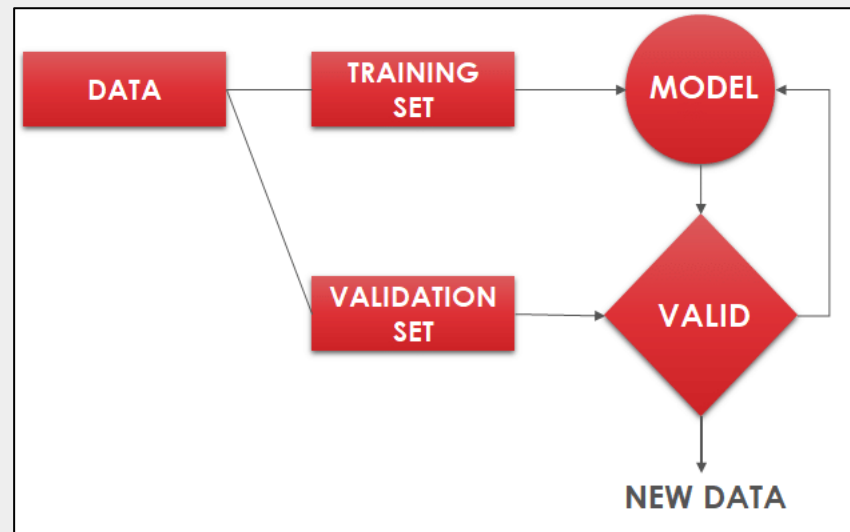 DATA
TRAINING
SET
MODEL
VALIDATION
SET
VALID
NEW DATA